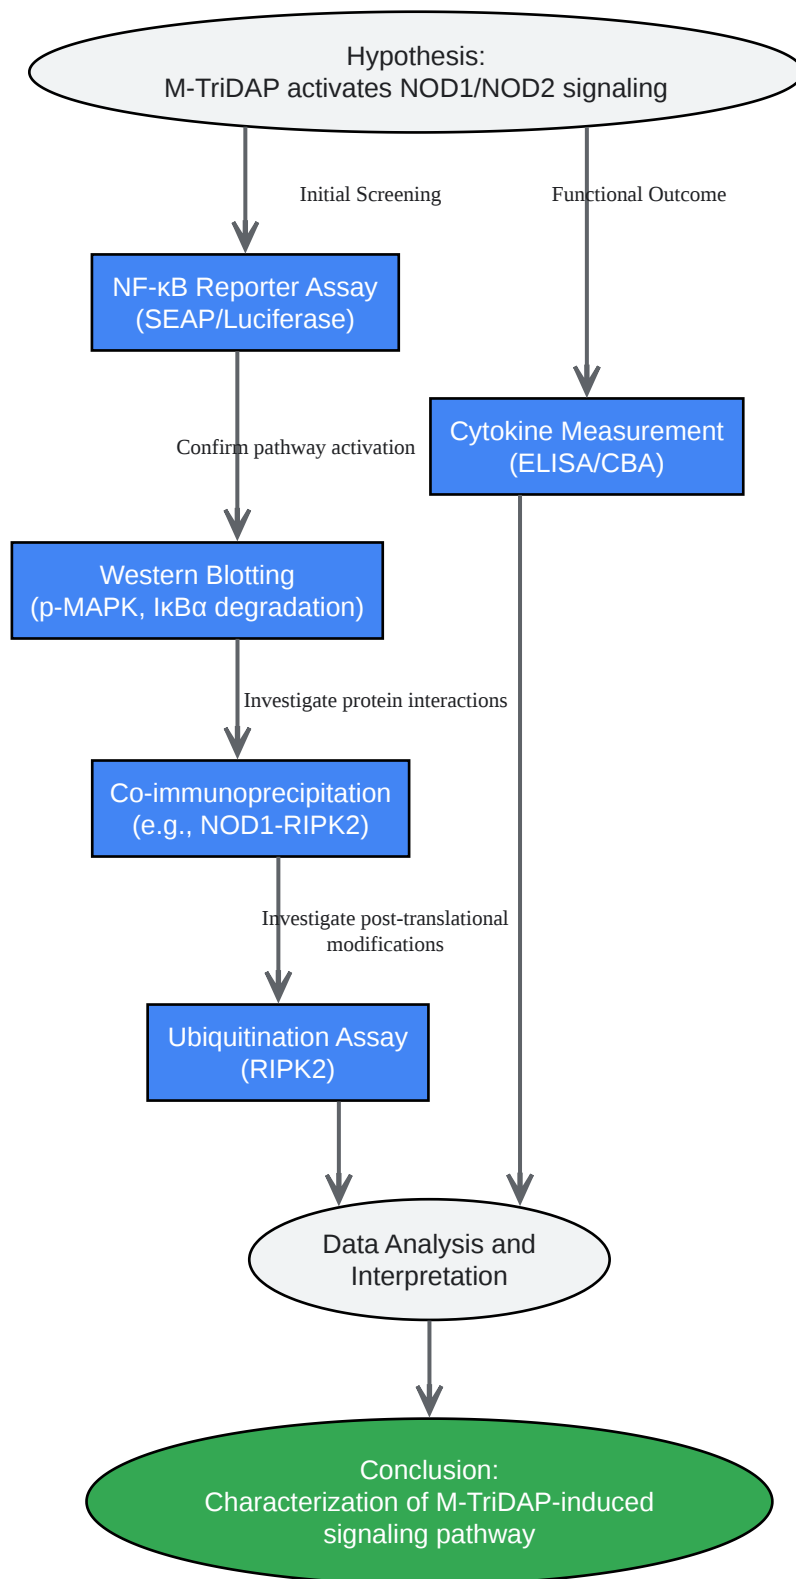 Hypothesis:
M-TriDAP activates NOD1/NOD2 signaling
Initial Screening
Functional Outcome
NF-κB Reporter Assay
(SEAP/Luciferase)
Confirm pathway activation
Cytokine Measurement
(ELISA/CBA)
Western Blotting
(p-MAPK, IκBα degradation)
Investigate protein interactions
Co-immunoprecipitation
(e.g., NOD1-RIPK2)
Investigate post-translational
modifications
Ubiquitination Assay
(RIPK2)
Data Analysis and
Interpretation
Conclusion:
Characterization of M-TriDAP-induced
signaling pathway